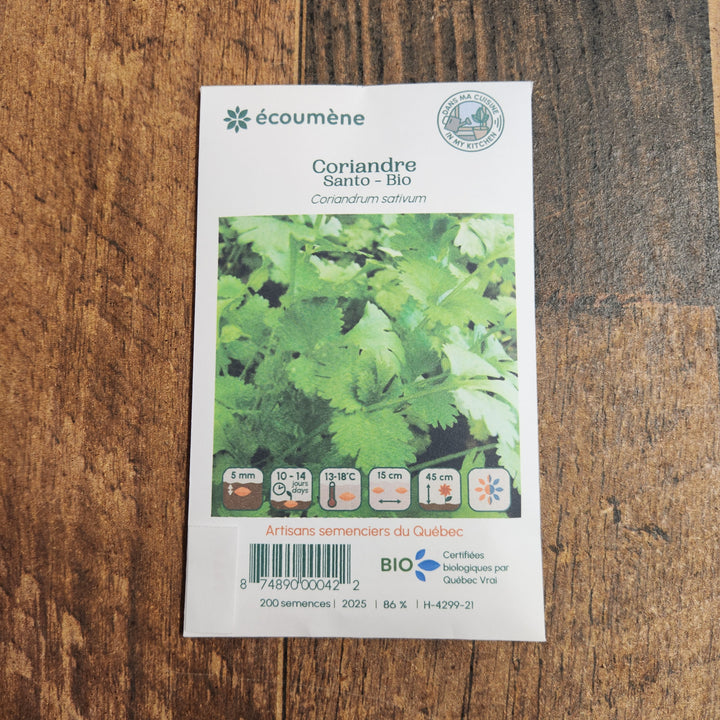 écoumène
DANS MA CUISINE
IN MY KITCHEN
Coriandre
Santo - Bio
Coriandrum sativum
5 mm
10 - 14
jours
days
13-18°C
15 cm
45 cm
Artisans semenciers du Québec
8 74890 00042 2
BIO
Certifiées
biologiques par
Québec Vrai
200 semences | 2025 | 86 % | H-4299-21